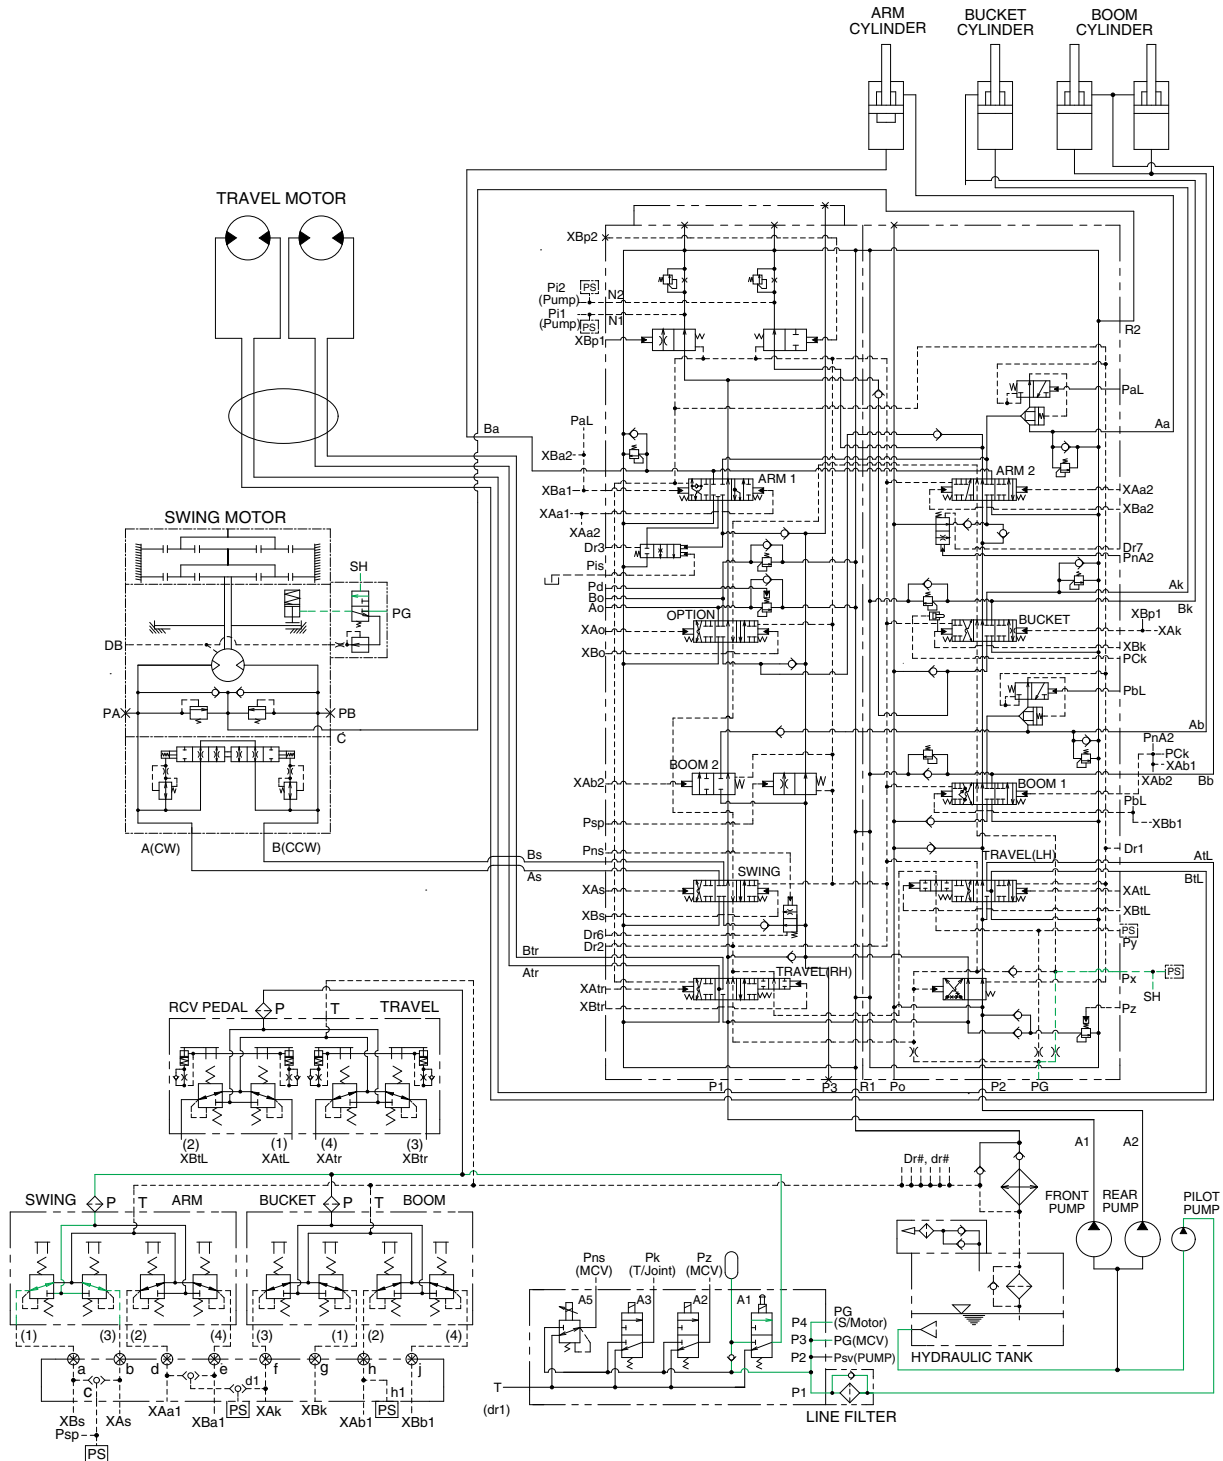 ARM
CYLINDER
BUCKET
CYLINDER
BOOM
CYLINDER
TRAVEL MOTOR
XBp2
Pi2
(Pump)
PS
N2
Pi1
(Pump)
PS
N1
XBp1
R2
PaL
Aa
Ba
PaL
XBa2
XBa1
XAa1
XAa2
Dr3
Pis
Pd
Bo
Ao
XAo
XBo
ARM 1
ARM 2
XAa2
XBa2
Dr7
PnA2
Ak
Bk
XBp1
XAk
XBk
PCk
PbL
OPTION
BUCKET
SWING MOTOR
SH
PG
DB
PA
PB
C
A(CW)
B(CCW)
Ab
PnA2
PCk
XAb1
XAb2
Bb
PbL
XBb1
BOOM 2
BOOM 1
XAb2
Psp
Pns
Bs
As
XAs
XBs
Dr6
Dr2
SWING
TRAVEL(LH)
Dr1
AtL
BtL
XAtL
XBtL
PS
Py
Btr
Atr
XAtr
XBtr
TRAVEL(RH)
Px
PS
SH
Pz
P1
P3
R1
Po
P2
PG
RCV PEDAL
P
T
TRAVEL
(2)
XBtL
(1)
XAtL
(4)
XAtr
(3)
XBtr
SWING
P
T
ARM
BUCKET
P
T
BOOM
(1)
(3)
(2)
(4)
(3)
(1)
(2)
(4)
a
b
d
e
f
g
h
j
c
d1
h1
XBs
XAs
XAa1
XBa1
PS
XAk
XBk
XAb1
PS
XBb1
Psp
PS
Pns
(MCV)
Pk
(T/Joint)
Pz
(MCV)
A5
A3
A2
A1
T
(dr1)
P4
PG
(S/Motor)
P3
PG(MCV)
P2
Psv(PUMP)
P1
LINE FILTER
Dr#, dr#
A1
A2
FRONT
PUMP
REAR
PUMP
PILOT
PUMP
HYDRAULIC TANK